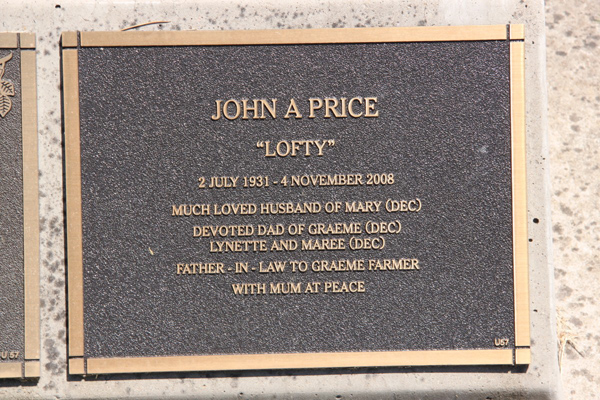 JOHN A PRICE
"LOFTY"
2 JULY 1931 - 4 NOVEMBER 2008
MUCH LOVED HUSBAND OF MARY (DEC)
DEVOTED DAD OF GRAEME (DEC)
LYNETTE AND MAREE (DEC)
FATHER - IN - LAW TO GRAEME FARMER
WITH MUM AT PEACE
U57
U 57